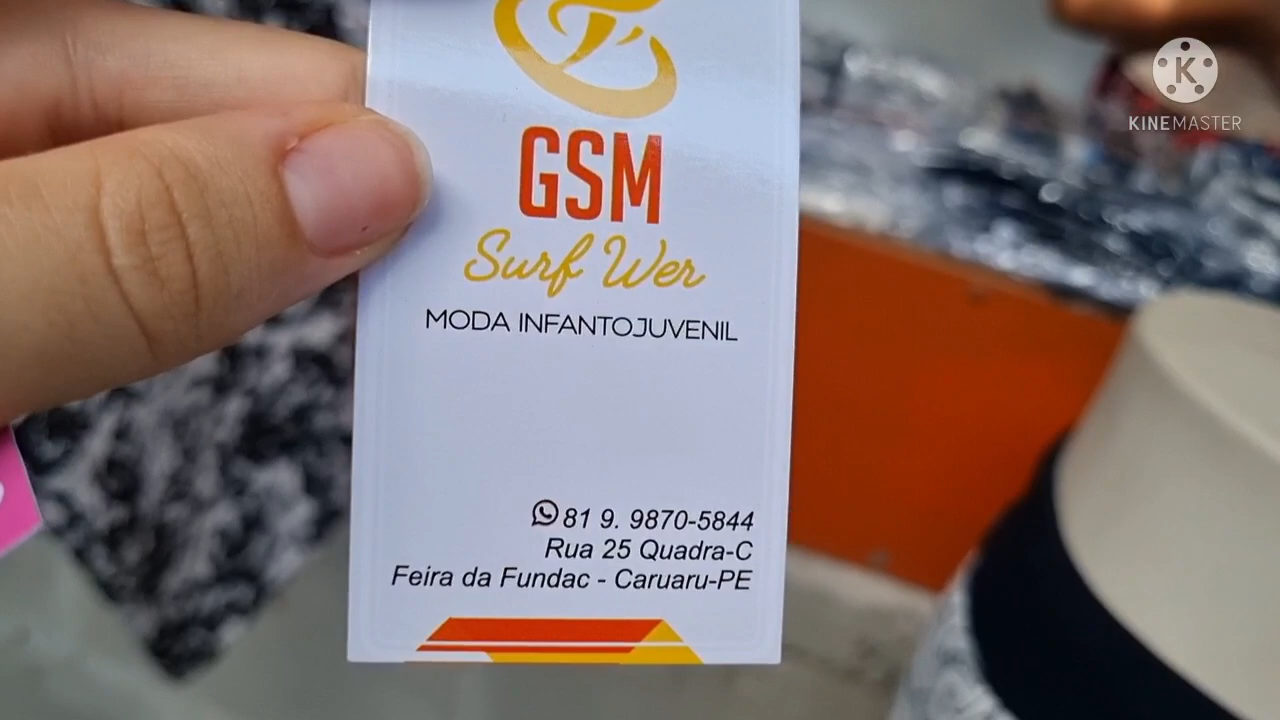 GSM
Surf Wer
MODA INFANTOJUVENIL
81 9. 9870-5844
Rua 25 Quadra-C
Feira da Fundac - Caruaru-PE
K
KINEMASTER